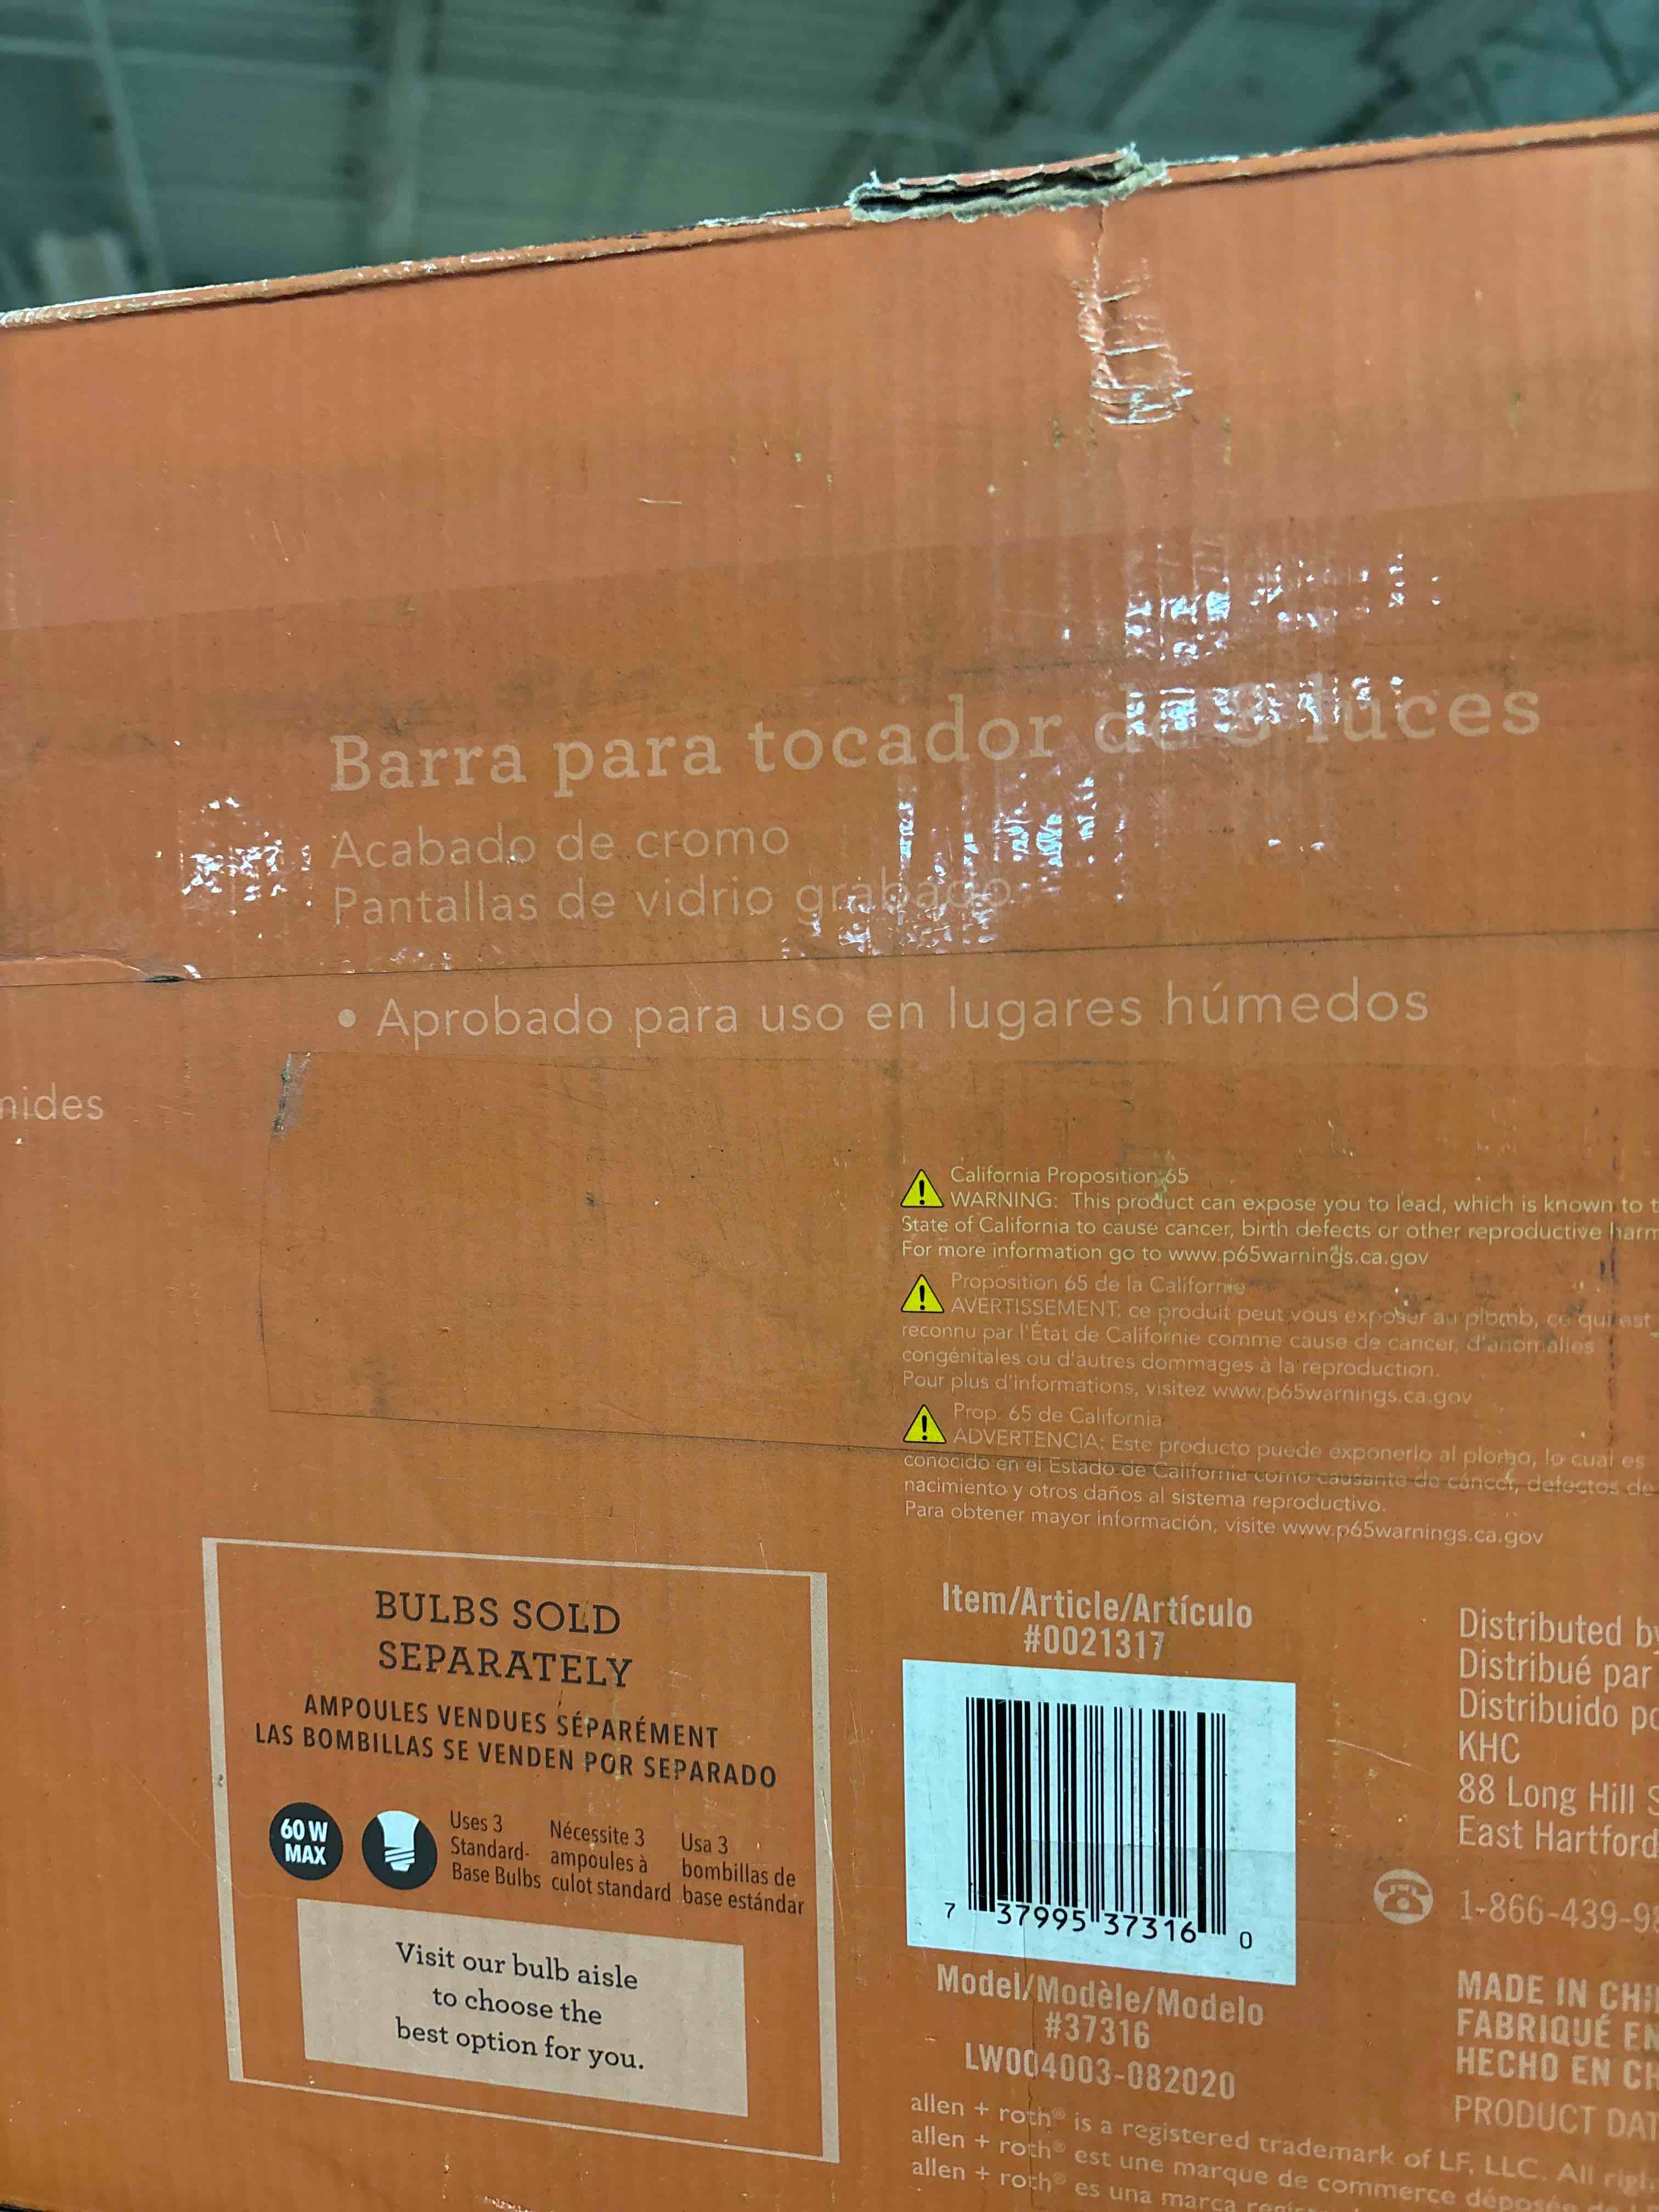 Barra para tocador de 3 luces
Acabado de cromo
Pantallas de vidrio grabado
• Aprobado para uso en lugares húmedos
California Proposition 65
WARNING: This product can expose you to lead, which is known to
State of California to cause cancer, birth defects or other reproductive harm
For more information go to www.p65warnings.ca.gov
Proposition 65 de la Californie
AVERTISSEMENT: ce produit peut vous exposer au plomb, ce qui est
reconnu par l'État de Californie comme cause de cancer, d'anomalies
congénitales ou d'autres dommages à la reproduction.
Pour plus d'informations, visitez www.p65warnings.ca.gov
Prop. 65 de California
ADVERTENCIA: Este producto puede exponerlo al plomo, lo cual es
conocido en el Estado de California como causante de cáncer, defectos de
nacimiento y otros daños al sistema reproductivo.
Para obtener mayor información, visite www.p65warnings.ca.gov
BULBS SOLD
SEPARATELY
AMPOULES VENDUES SÉPARÉMENT
LAS BOMBILLAS SE VENDEN POR SEPARADO
60 W
MAX
Uses 3
Standard-
Base Bulbs
Nécessite 3
ampoules à
culot standard
Usa 3
bombillas de
base estándar
Visit our bulb aisle
to choose the
best option for you.
Item/Article/Artículo
#0021317
7 37995 37316 0
Model/Modèle/Modelo
#37316
LW004003-082020
Distributed
Distribué par
Distribuido
KHC
88 Long Hill
East Hartford
1-866-439-9
MADE IN
FABRIQUÉ EN
HECHO EN
PRODUCT
allen + roth® is a registered trademark of LF, LLC. All
allen + roth® est une marque de commerce
allen + roth® es una marca